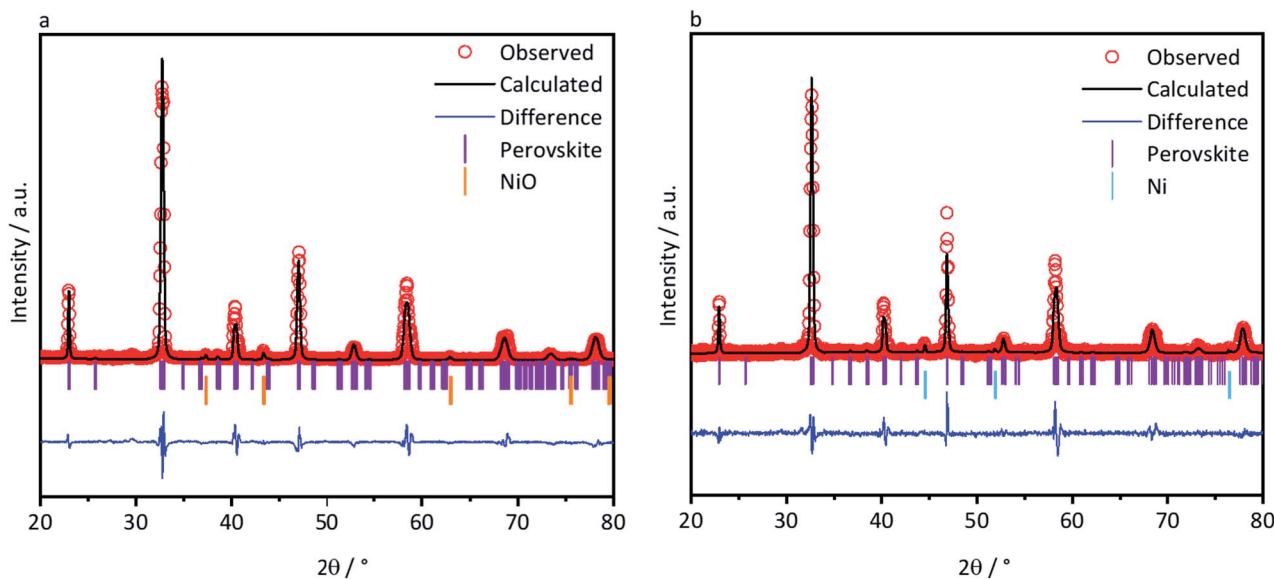 a
Observed
Calculated
Difference
Perovskite
NiO
Intensity / a.u.
20 30 40 50 60 70 80
2θ / °
b
Observed
Calculated
Difference
Perovskite
Ni
Intensity / a.u.
20 30 40 50 60 70 80
2θ / °